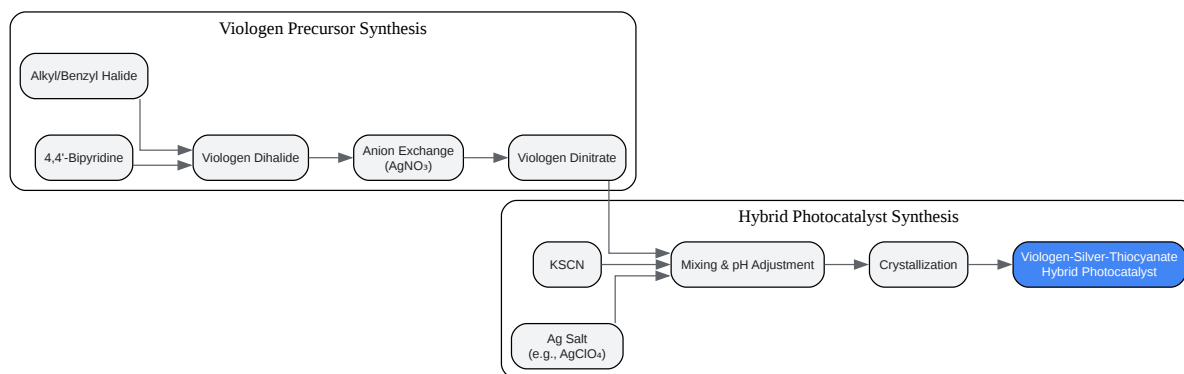 Viologen Precursor Synthesis
Alkyl/Benzyl Halide
4,4'-Bipyridine
Viologen Dihalide
Anion Exchange
(AgNO₃)
Viologen Dinitrate
Hybrid Photocatalyst Synthesis
KSCN
Mixing & pH Adjustment
Crystallization
Viologen-Silver-Thiocyanate
Hybrid Photocatalyst
Ag Salt
(e.g., AgClO₄)